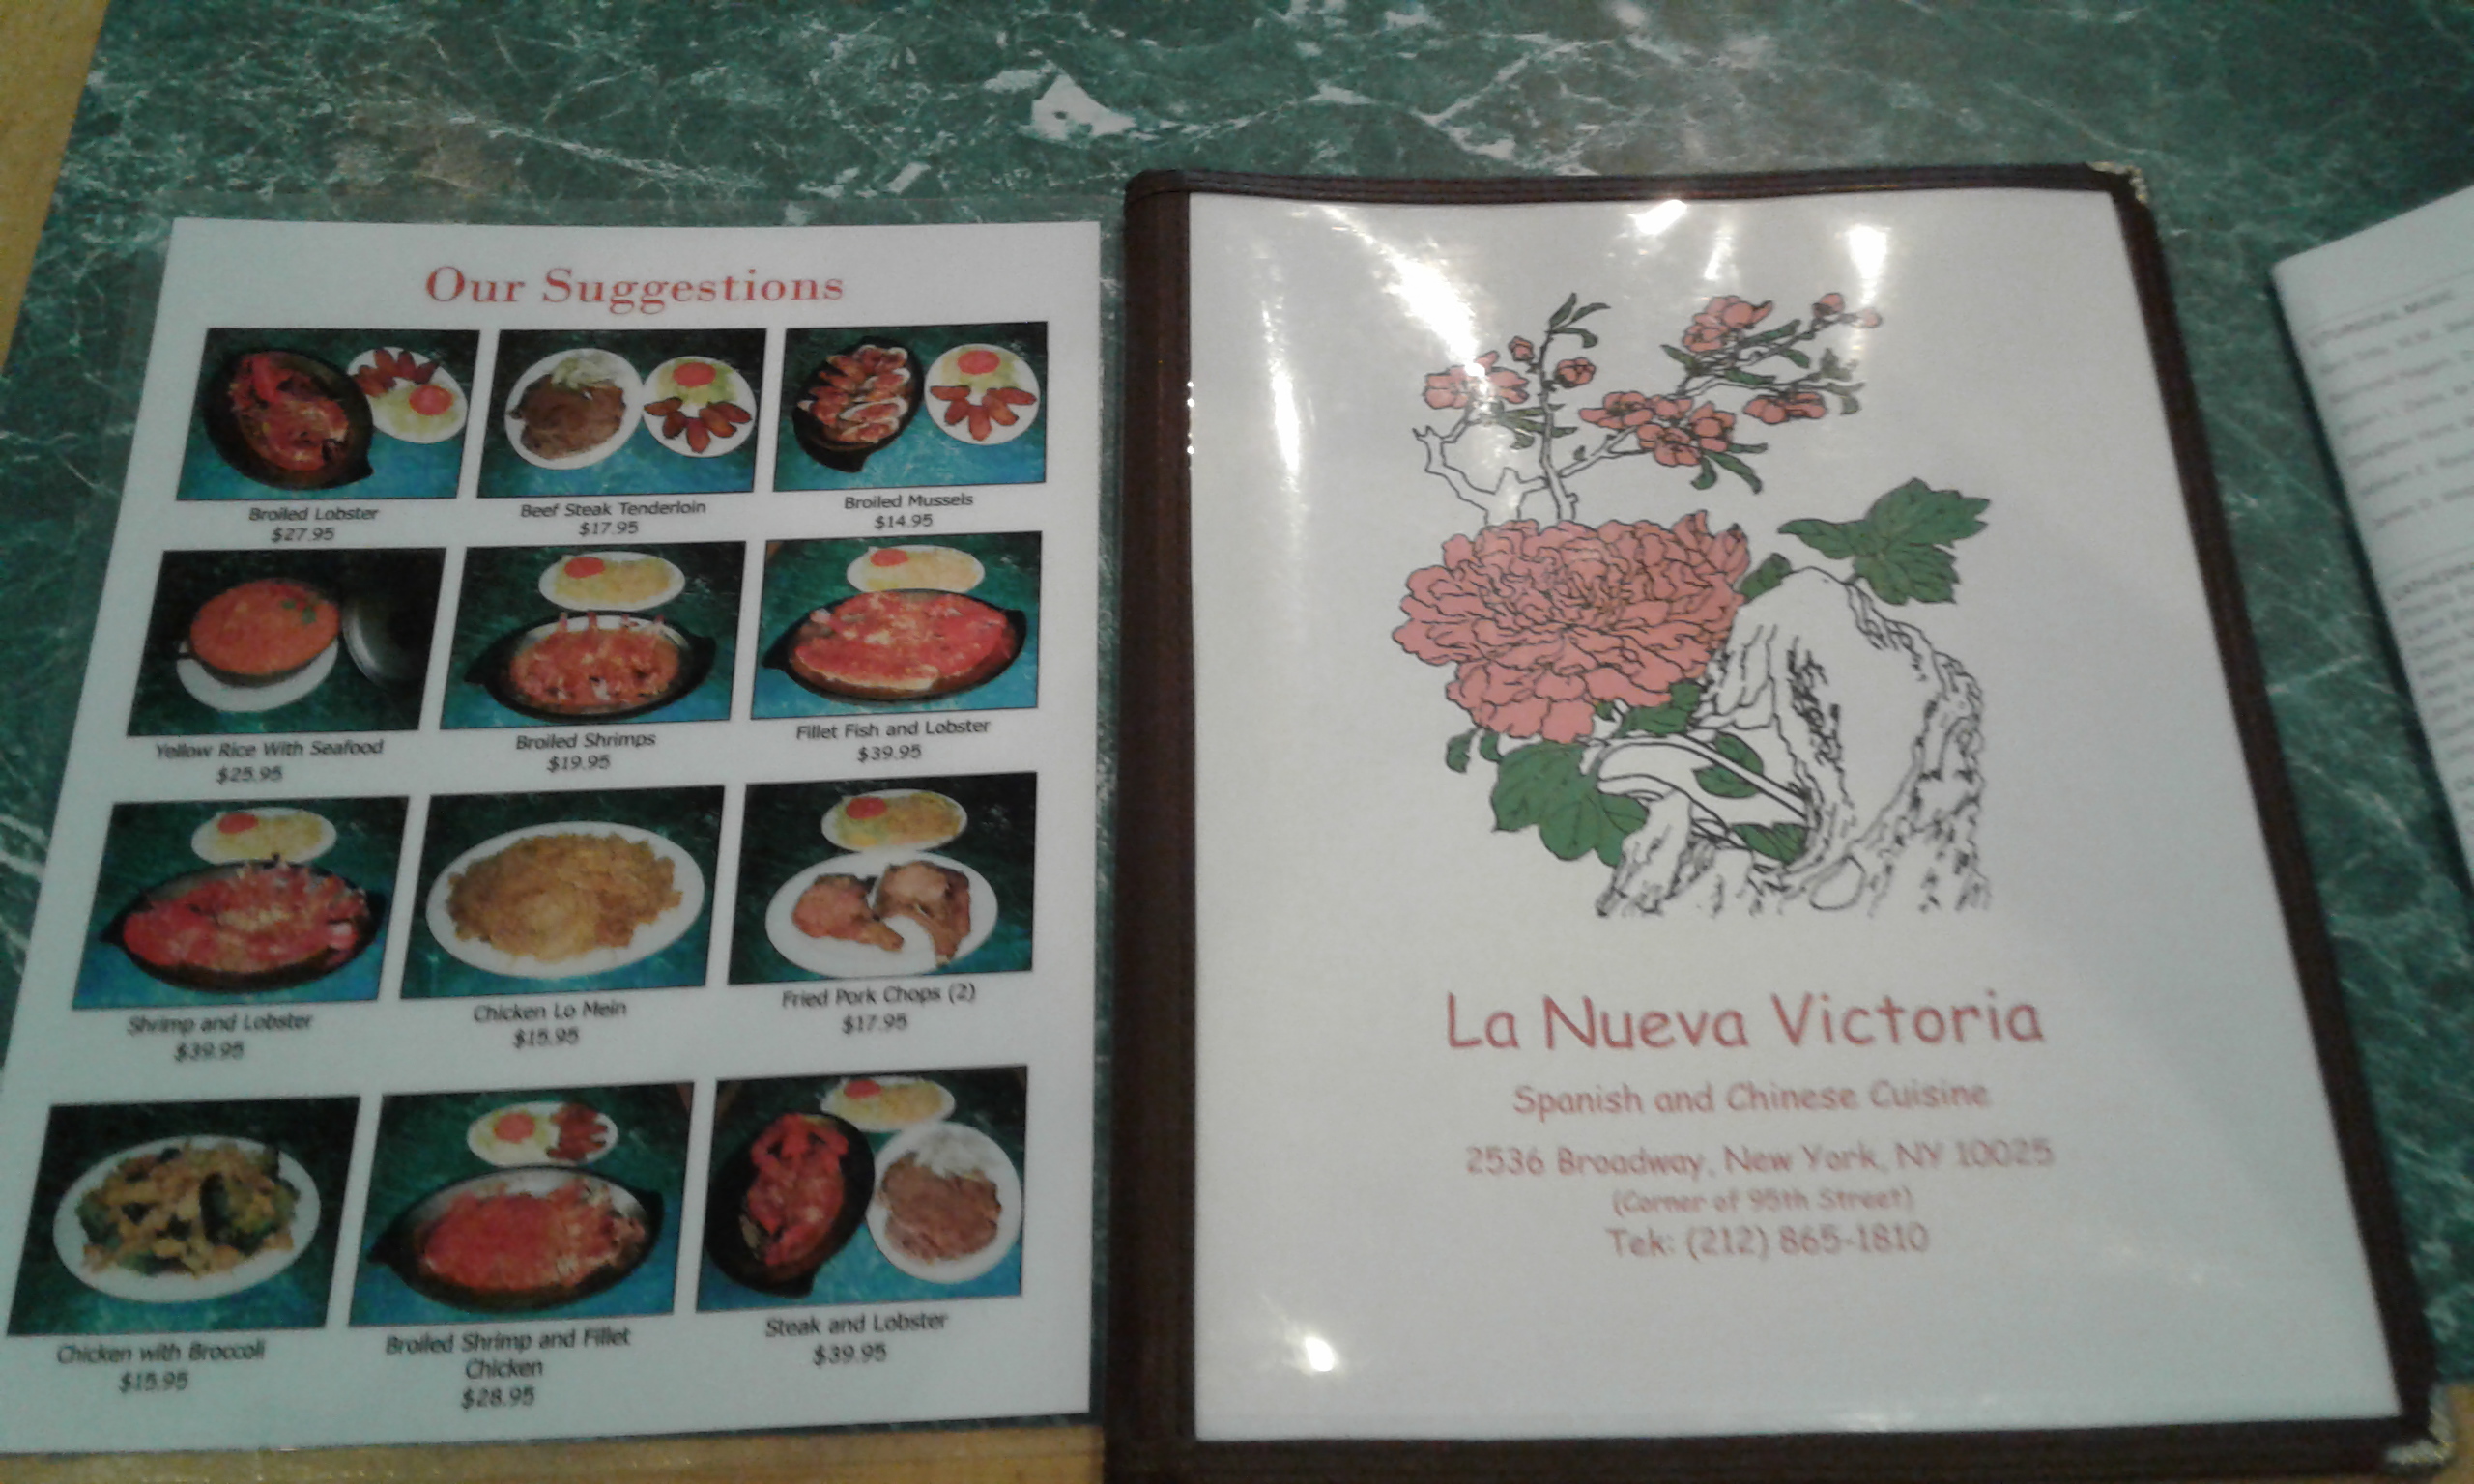 Our Suggestions
Broiled Lobster
$27.95
Beef Steak Tenderloin
$17.95
Broiled Mussels
$14.95
Yellow Rice With Seafood
$25.95
Broiled Shrimps
$19.95
Fillet Fish and Lobster
$39.95
Shrimp and Lobster
$39.95
Chicken Lo Mein
$15.95
Fried Pork Chops (2)
$17.95
Chicken with Broccoli
$15.95
Broiled Shrimp and Fillet
Chicken
$28.95
Steak and Lobster
$39.95
La Nueva Victoria
Spanish and Chinese Cuisine
2536 Broadway, New York, NY 10025
(Corner of 95th Street)
Tek: (212) 865-1810